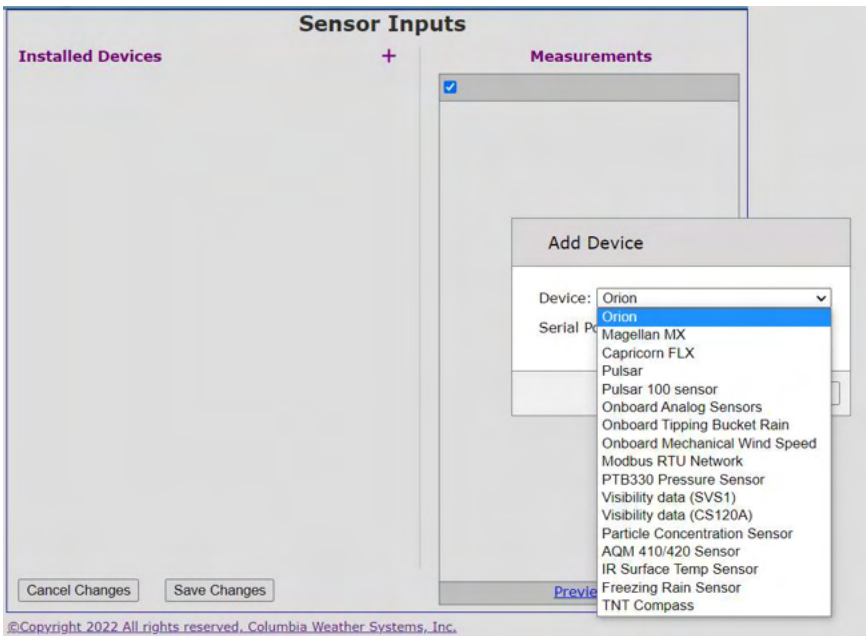 Sensor Inputs
Installed Devices +
Measurements
Add Device
Device: Orion
Orion
Serial
Magellan MX
Capricorn FLX
Pulsar
Pulsar 100 sensor
Onboard Analog Sensors
Onboard Tipping Bucket Rain
Onboard Mechanical Wind Speed
Modbus RTU Network
PTB330 Pressure Sensor
Visibility data (SVS1)
Visibility data (CS120A)
Particle Concentration Sensor
AQM 410/420 Sensor
IR Surface Temp Sensor
Freezing Rain Sensor
TNT Compass
Cancel Changes Save Changes
©Copyright 2022 All rights reserved, Columbia Weather Systems, Inc.